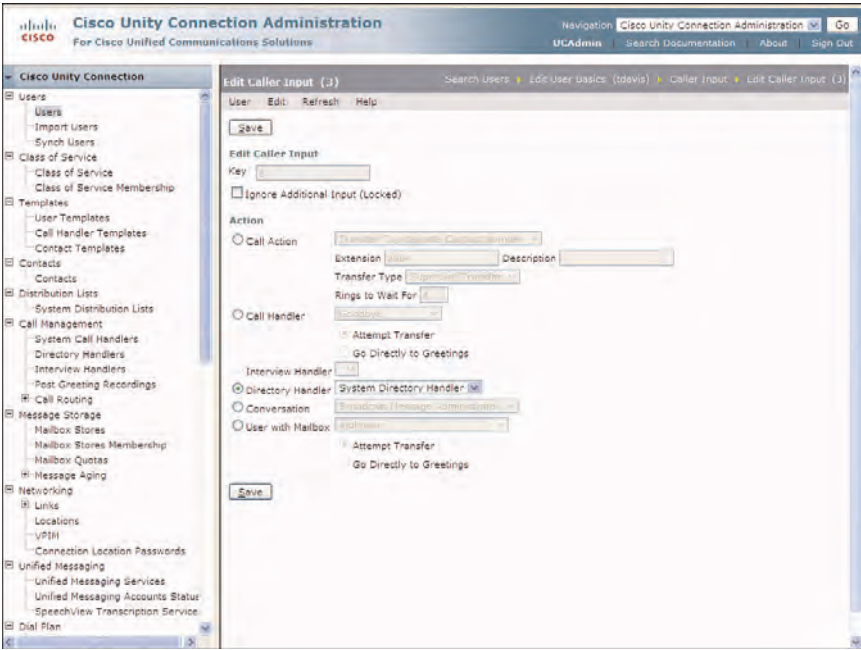 cisco
Cisco Unity Connection Administration
For Cisco Unified Communications Solutions
Navigation Cisco Unity Connection Administration Go
UCAdmin Search Documentation About Sign Out
Cisco Unity Connection
Users
Users
Import Users
Synch Users
Class of Service
Class of Service
Class of Service Membership
Templates
User Templates
Call Handler Templates
Contact Templates
Contacts
Contacts
Distribution Lists
System Distribution Lists
Call Management
System Call Handlers
Directory Handlers
Interview Handlers
Post Greeting Recordings
Call Routing
Message Storage
Mailbox Stores
Mailbox Stores Membership
Mailbox Quotas
Message Aging
Networking
Links
Locations
VPIM
Connection Location Passwords
Unified Messaging
Unified Messaging Services
Unified Messaging Accounts Status
SpeechView Transcription Service
Dial Plan
Edit Caller Input (3)
Search Users Edit User Basics (tdavis) Caller Input Edit Caller Input (3)
User Edit Refresh Help
Save
Edit Caller Input
Key
Ignore Additional Input (Locked)
Action
Call Action
Extension Description
Transfer Type Supervise Transfer
Rings to Wait For
Call Handler Goodbye
Attempt Transfer
Go Directly to Greetings
Interview Handler
Directory Handler System Directory Handler
Conversation Broadcast Message Administration
User with Mailbox
Attempt Transfer
Go Directly to Greetings
Save